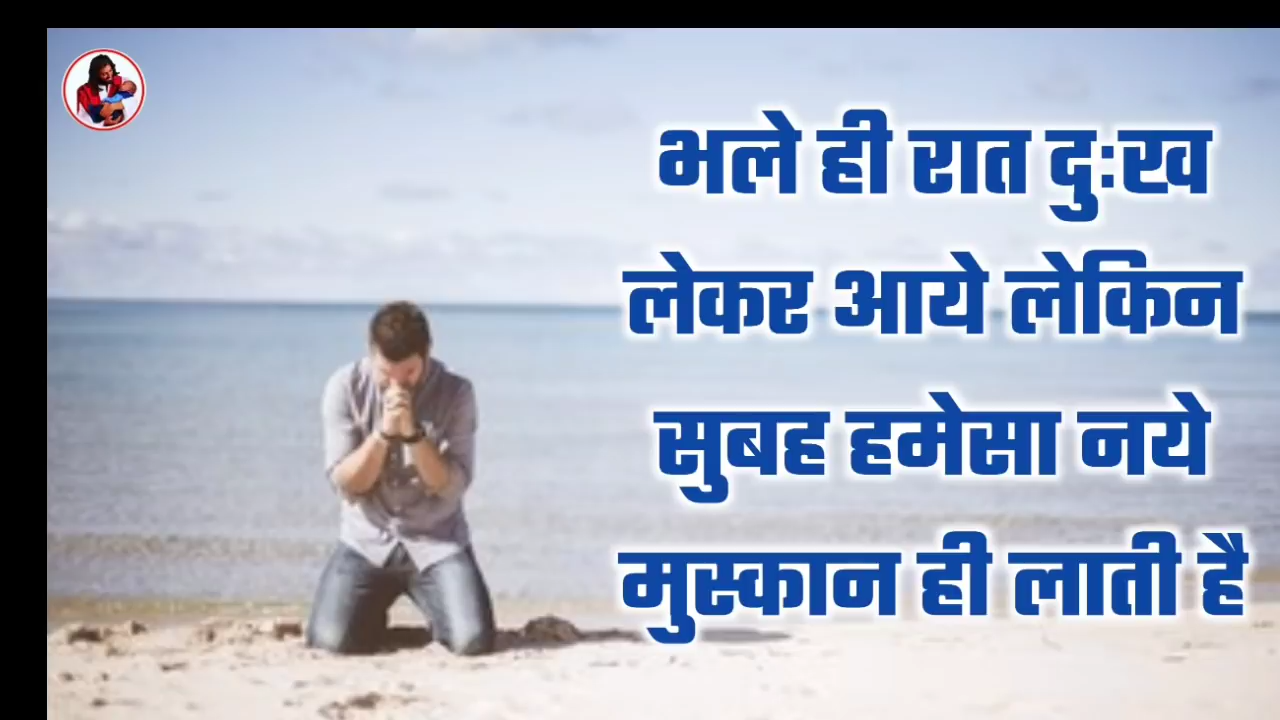 भले ही रात दुःख
लेकर आये लेकिन
सुबह हमेसा नये
मुस्कान ही लाती है